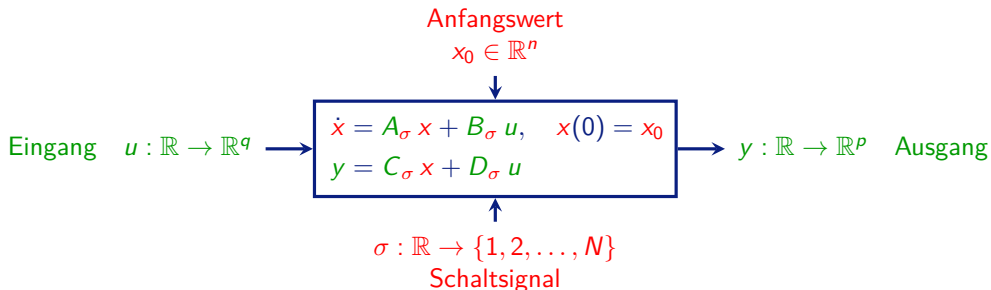 Anfangswert
x₀ ∈ ℝⁿ
Eingang u : ℝ → ℝ^q
ẋ = A_σ x + B_σ u, x(0) = x₀
y = C_σ x + D_σ u
y : ℝ → ℝ^p Ausgang
σ : ℝ → {1, 2, . . . , N}
Schaltsignal